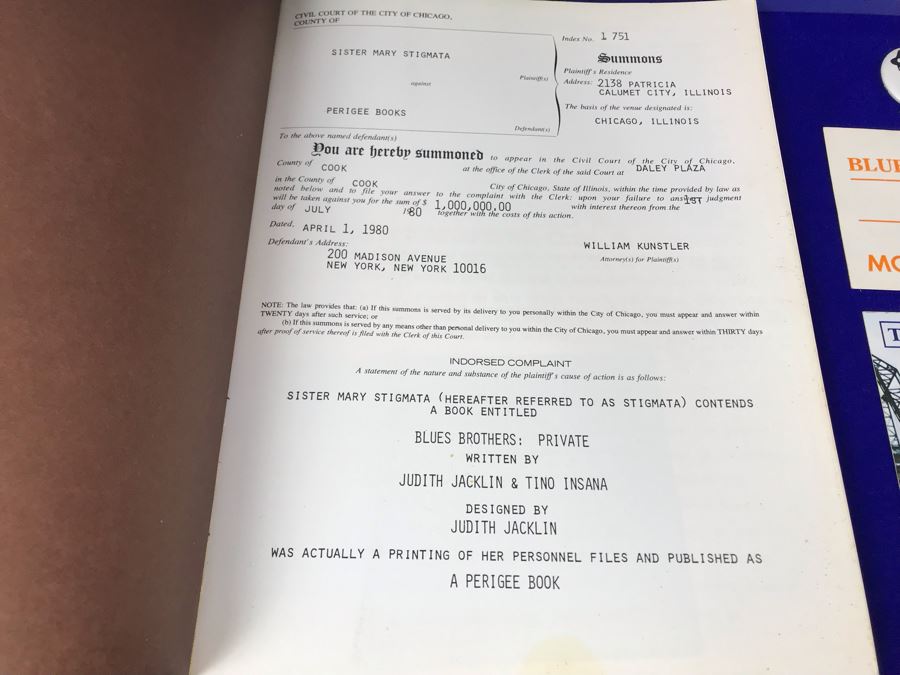 CIVIL COURT OF THE CITY OF CHICAGO,
COUNTY OF
SISTER MARY STIGMATA
Plaintiff(s)
against
PERIGEE BOOKS
Defendant(s)
Index No. 1 751
Summons
Plaintiff's Residence
Address: 2138 PATRICIA
CALUMET CITY, ILLINOIS
The basis of the venue designated is:
CHICAGO, ILLINOIS
To the above named defendant(s)
You are hereby summoned to appear in the Civil Court of the City of Chicago,
County of COOK at the office of the Clerk of the said Court at DALEY PLAZA
in the County of COOK City of Chicago, State of Illinois, within the time provided by law as
noted below and to file your answer to the complaint with the Clerk: upon your failure to answer, judgment
will be taken against you for the sum of $ 1,000,000,00 with interest thereon from the 1ST
day of JULY 1980 together with the costs of this action.
Dated, APRIL 1, 1980
Defendant's Address:
200 MADISON AVENUE
NEW YORK, NEW YORK 10016
WILLIAM KUNSTLER
Attorney(s) for Plaintiff(s)
NOTE: The law provides that: (a) If this summons is served by its delivery to you personally within the City of Chicago, you must appear and answer within
TWENTY days after such service; or
(b) If this summons is served by any means other than personal delivery to you within the City of Chicago, you must appear and answer within THIRTY days
after proof of service thereof is filed with the Clerk of this Court.
INDORSED COMPLAINT
A statement of the nature and substance of the plaintiff's cause of action is as follows:
SISTER MARY STIGMATA (HEREAFTER REFERRED TO AS STIGMATA) CONTENDS
A BOOK ENTITLED
BLUES BROTHERS: PRIVATE
WRITTEN BY
JUDITH JACKLIN & TINO INSANA
DESIGNED BY
JUDITH JACKLIN
WAS ACTUALLY A PRINTING OF HER PERSONNEL FILES AND PUBLISHED AS
A PERIGEE BOOK